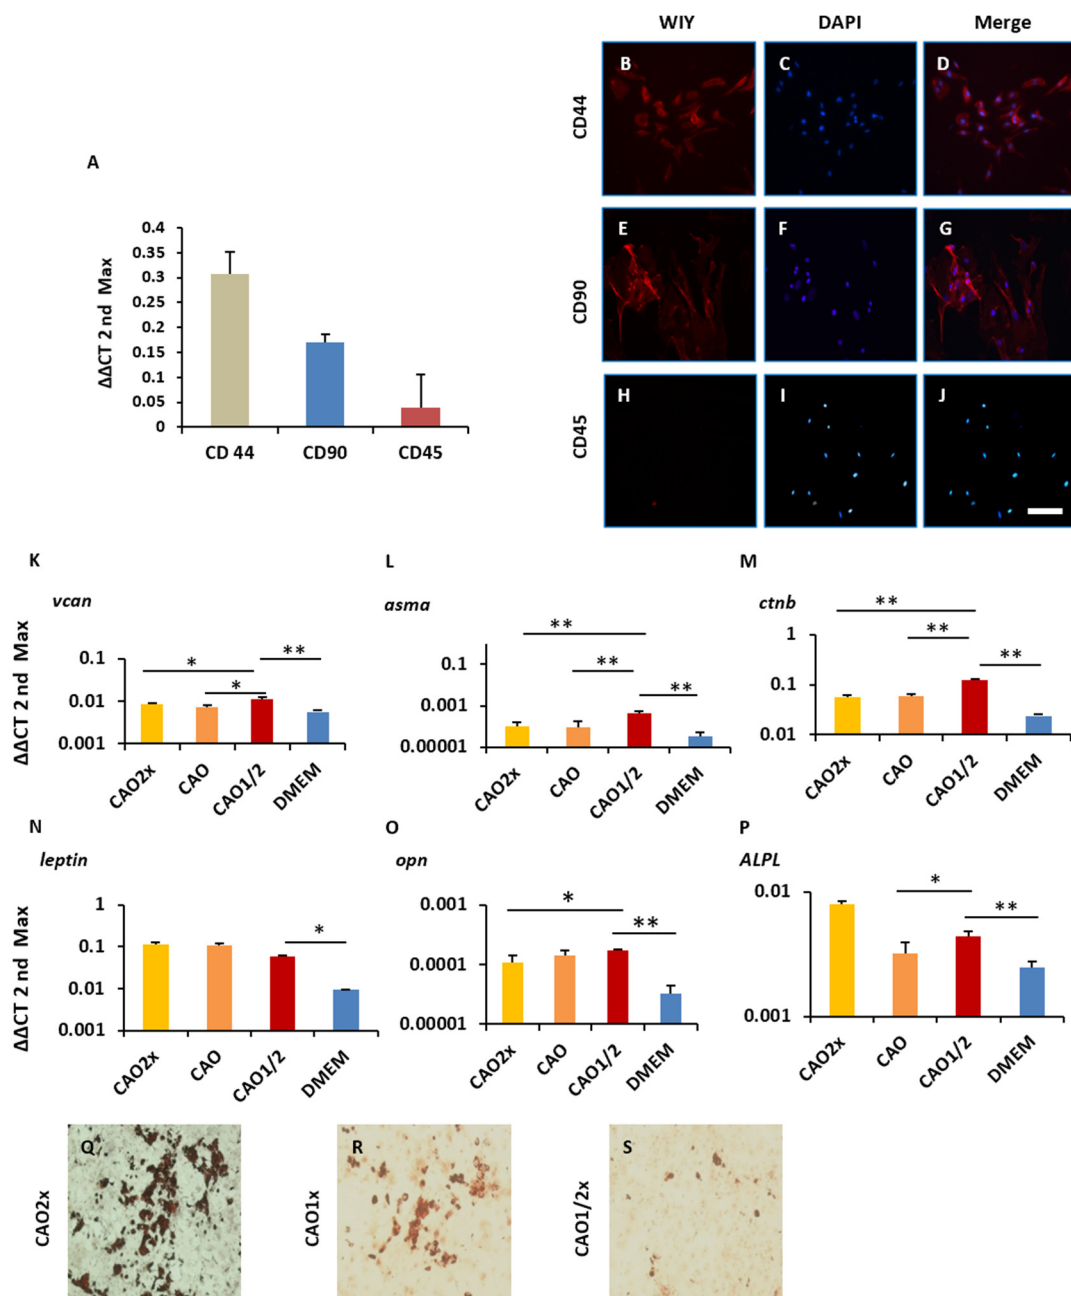 WIY DAPI Merge
CD44 B C D
CD90 E F G
CD45 H I J
A
ΔΔCT 2 nd Max
0.4
0.35
0.3
0.25
0.2
0.15
0.1
0.05
0
CD 44 CD90 CD45
K L M
vcan asma ctnb
ΔΔCT 2 nd Max
0.1
0.01
0.001
* * **
CAO2x CAO CAO1/2 DMEM
0.1
0.001
0.00001
** ** **
CAO2x CAO CAO1/2 DMEM
1
0.1
0.01
** ** **
CAO2x CAO CAO1/2 DMEM
N O P
leptin opn ALPL
ΔΔCT 2 nd Max
1
0.1
0.01
0.001
*
CAO2x CAO CAO1/2 DMEM
0.001
0.0001
0.00001
* **
CAO2x CAO CAO1/2 DMEM
0.01
0.001
* **
CAO2x CAO CAO1/2 DMEM
CAO2x Q
CAO1x R
CAO1/2x S